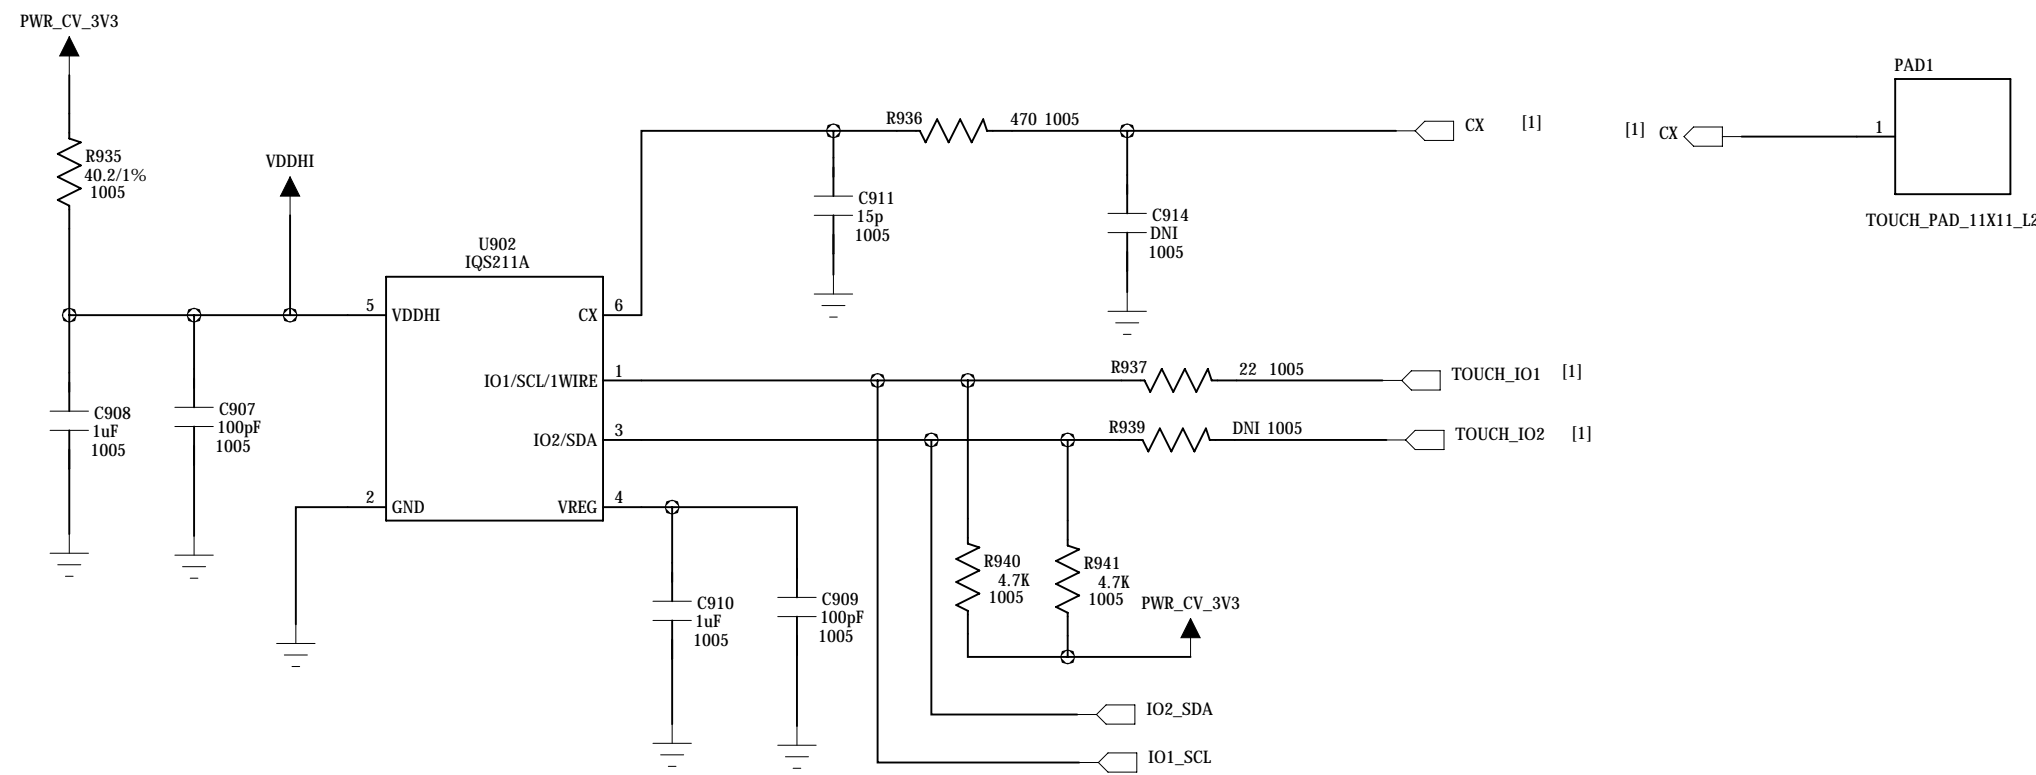 PWR_CV_3V3
R935
40.2/1%
1005
VDDHI
C908
1uF
1005
C907
100pF
1005
U902
IQS211A
5
VDDHI
2
GND
CX
6
IO1/SCL/1WIRE
1
IO2/SDA
3
VREG
4
R936
470 1005
CX [1]
C911
15p
1005
C914
DNI
1005
R937
22 1005
TOUCH_IO1 [1]
R939
DNI 1005
TOUCH_IO2 [1]
C910
1uF
1005
C909
100pF
1005
R940
4.7K
1005
R941
4.7K
1005
PWR_CV_3V3
IO2_SDA
IO1_SCL
[1] CX
1
PAD1
TOUCH_PAD_11X11_L2